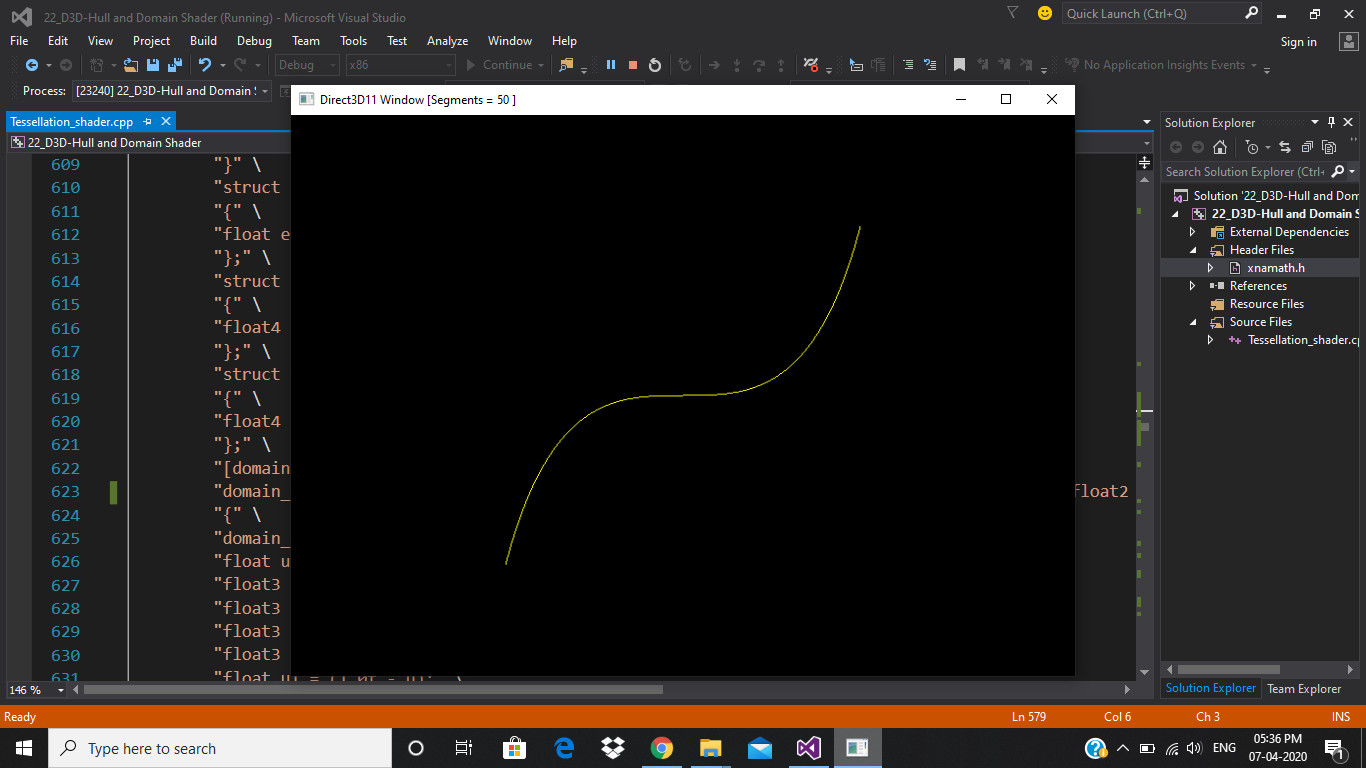 22_D3D-Hull and Domain Shader (Running) - Microsoft Visual Studio
Quick Launch (Ctrl+Q)
File Edit View Project Build Debug Team Tools Test Analyze Window Help
Sign in
Debug x86 Continue No Application Insights Events
Process: [23240] 22_D3D-Hull and Domain
Direct3D11 Window [Segments = 50 ]
Tessellation_shader.cpp
22_D3D-Hull and Domain Shader
609 "}" \
610 "struct
611 "{" \
612 "float e
613 "};" \
614 "struct
615 "{" \
616 "float4
617 "};" \
618 "struct
619 "{" \
620 "float4
621 "};" \
622 "[domain
623 "domain_ float2
624 "{" \
625 "domain_
626 "float u
627 "float3
628 "float3
629 "float3
630 "float3
631
146 %
Solution Explorer
Search Solution Explorer (Ctrl+
Solution '22_D3D-Hull and Dom
22_D3D-Hull and Domain S
External Dependencies
Header Files
xnamath.h
References
Resource Files
Source Files
Tessellation_shader.cp
Solution Explorer Team Explorer
Ready Ln 579 Col 6 Ch 3 INS
Type here to search
ENG
05:36 PM
07-04-2020
1